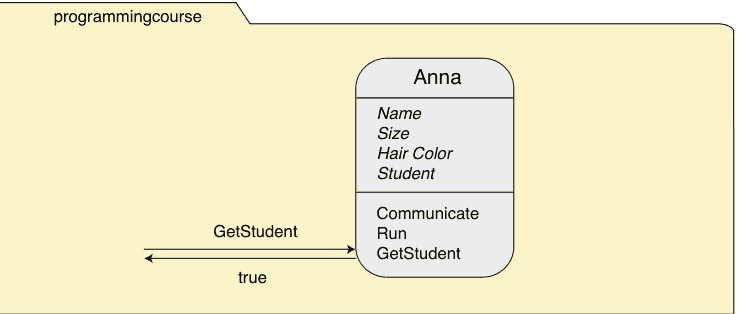 programmingcourse
Anna
Name
Size
Hair Color
Student
Communicate
Run
GetStudent
GetStudent
true